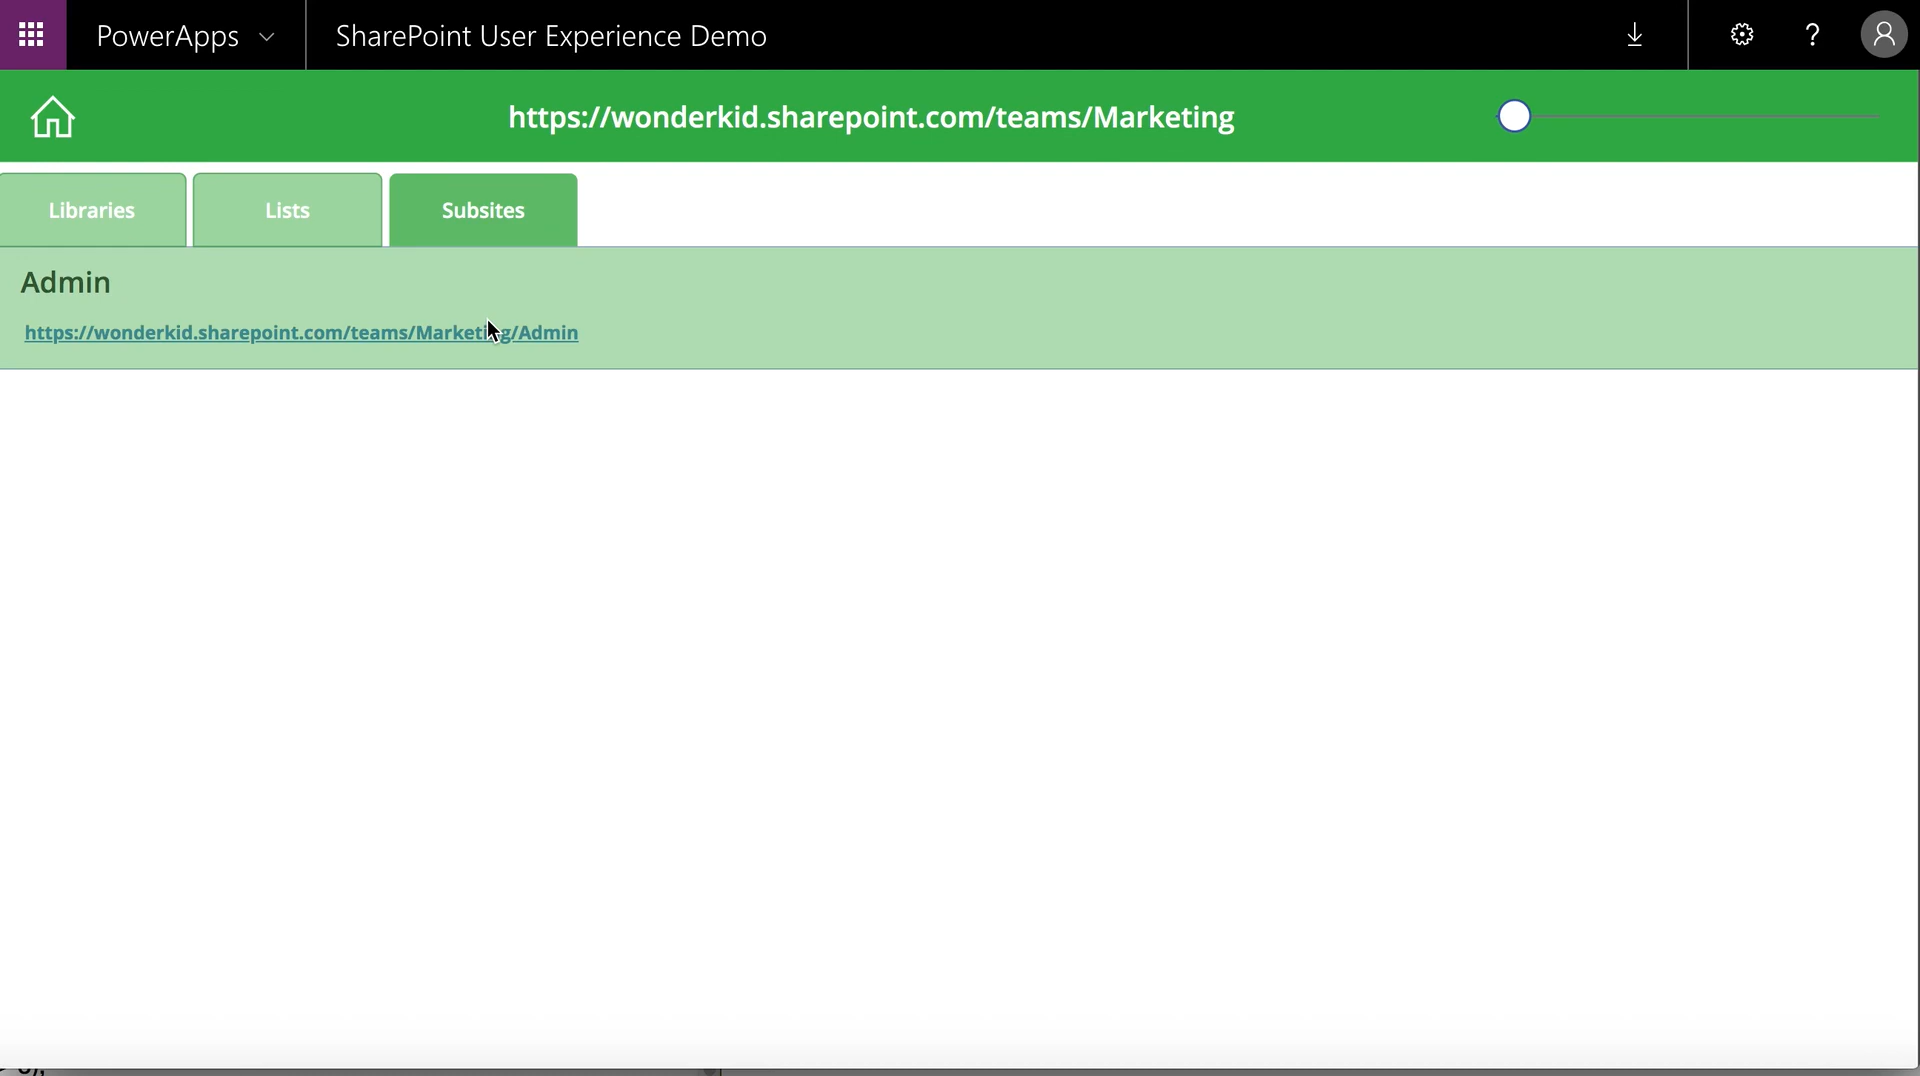 PowerApps
SharePoint User Experience Demo
?
https://wonderkid.sharepoint.com/teams/Marketing
Libraries
Lists
Subsites
Admin
https://wonderkid.sharepoint.com/teams/Marketing/Admin